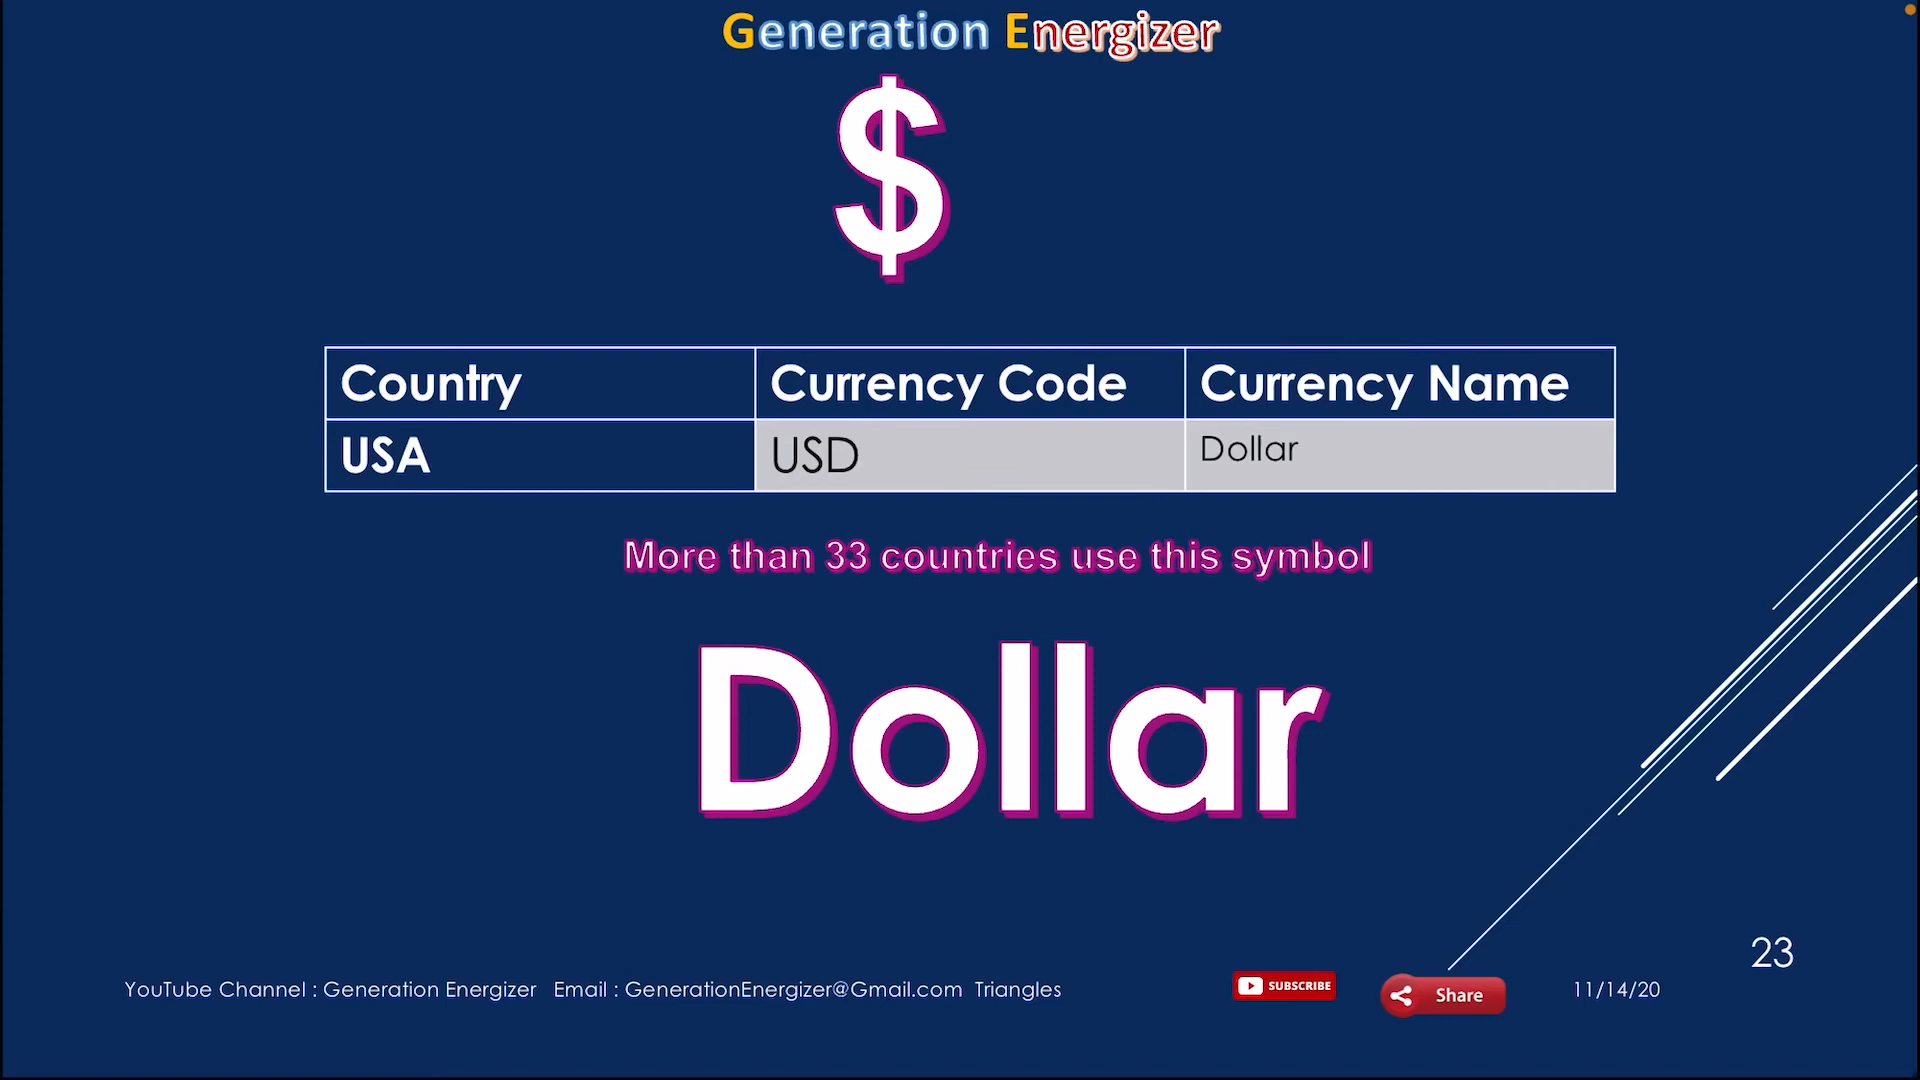 Generation Energizer
$
Country Currency Code Currency Name
USA USD Dollar
More than 33 countries use this symbol
Dollar
23
YouTube Channel : Generation Energizer Email : GenerationEnergizer@Gmail.com Triangles SUBSCRIBE Share 11/14/20